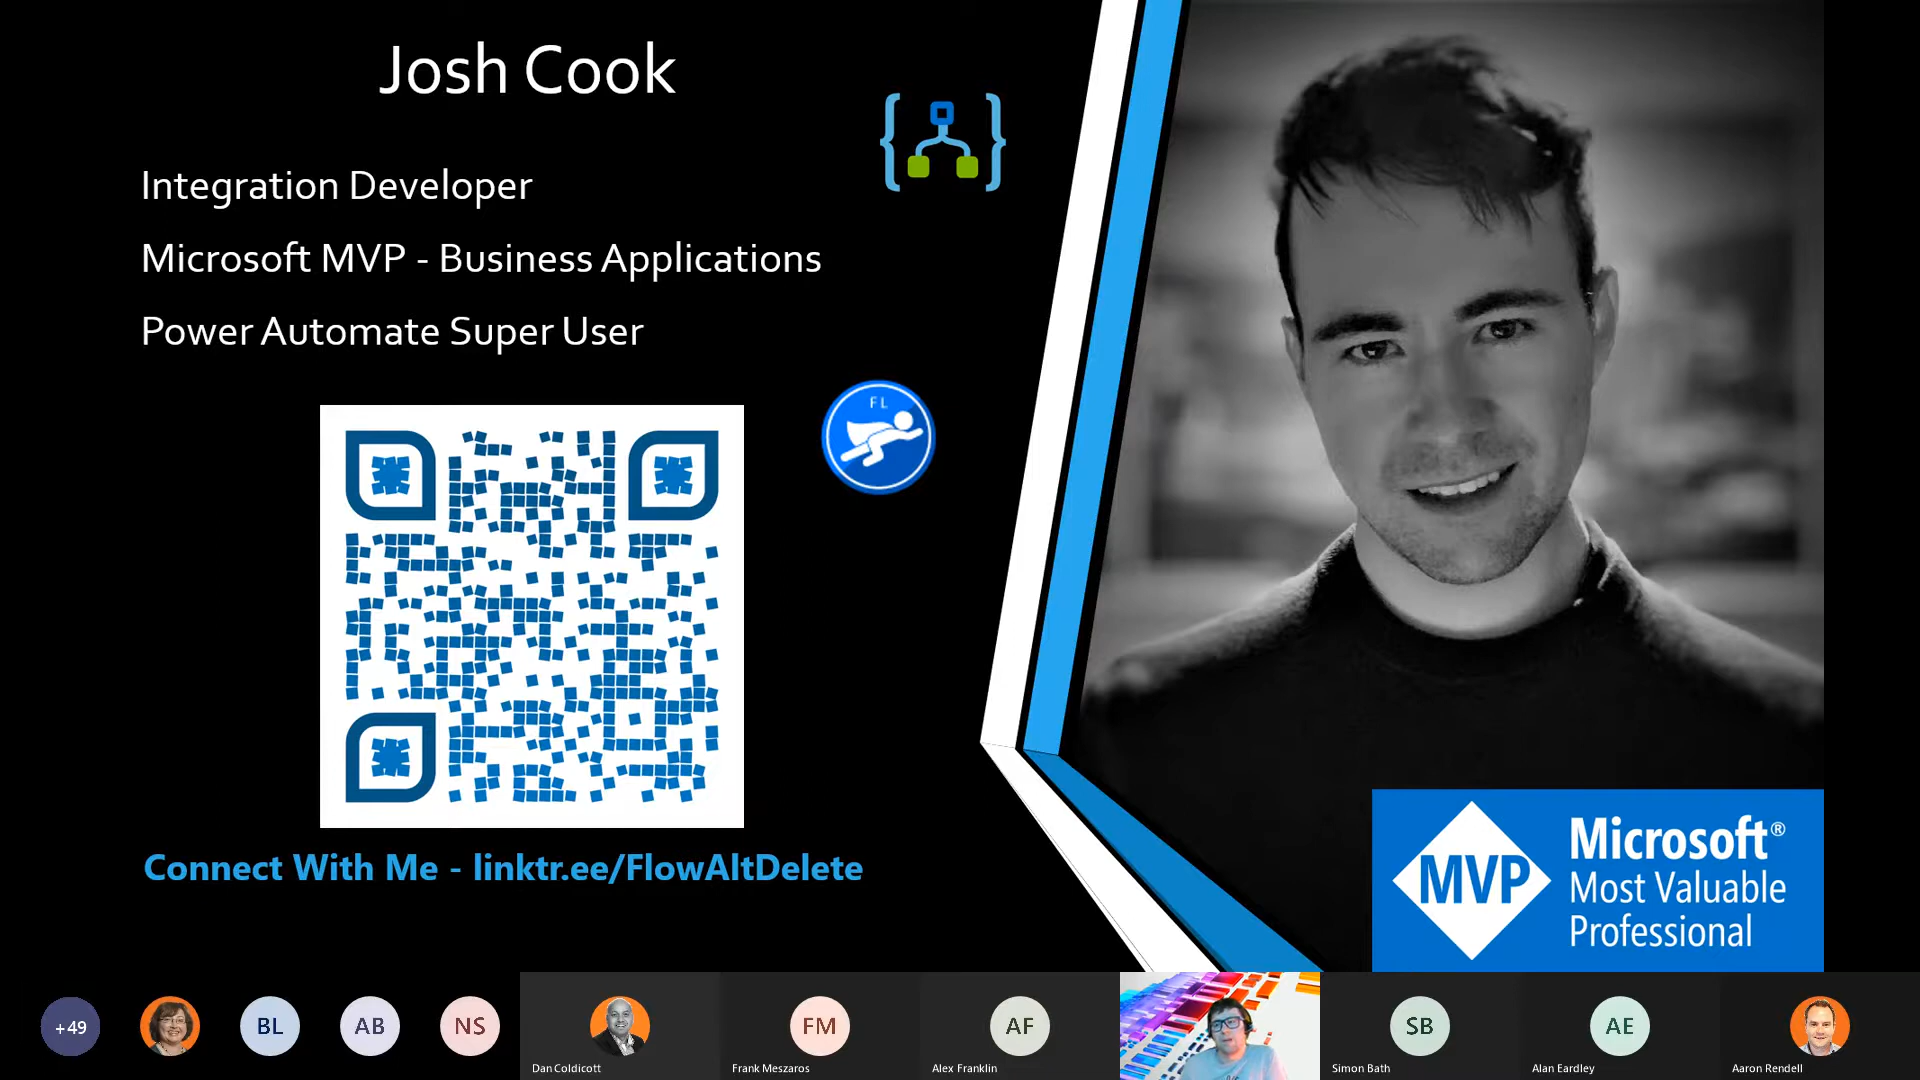 Josh Cook
Integration Developer
Microsoft MVP - Business Applications
Power Automate Super User
FL
Connect With Me - linktr.ee/FlowAltDelete
MVP
Microsoft®
Most Valuable
Professional
+49
BL
AB
NS
Dan Coldicott
FM
Frank Meszaros
AF
Alex Franklin
SB
Simon Bath
AE
Alan Eardley
Aaron Rendell